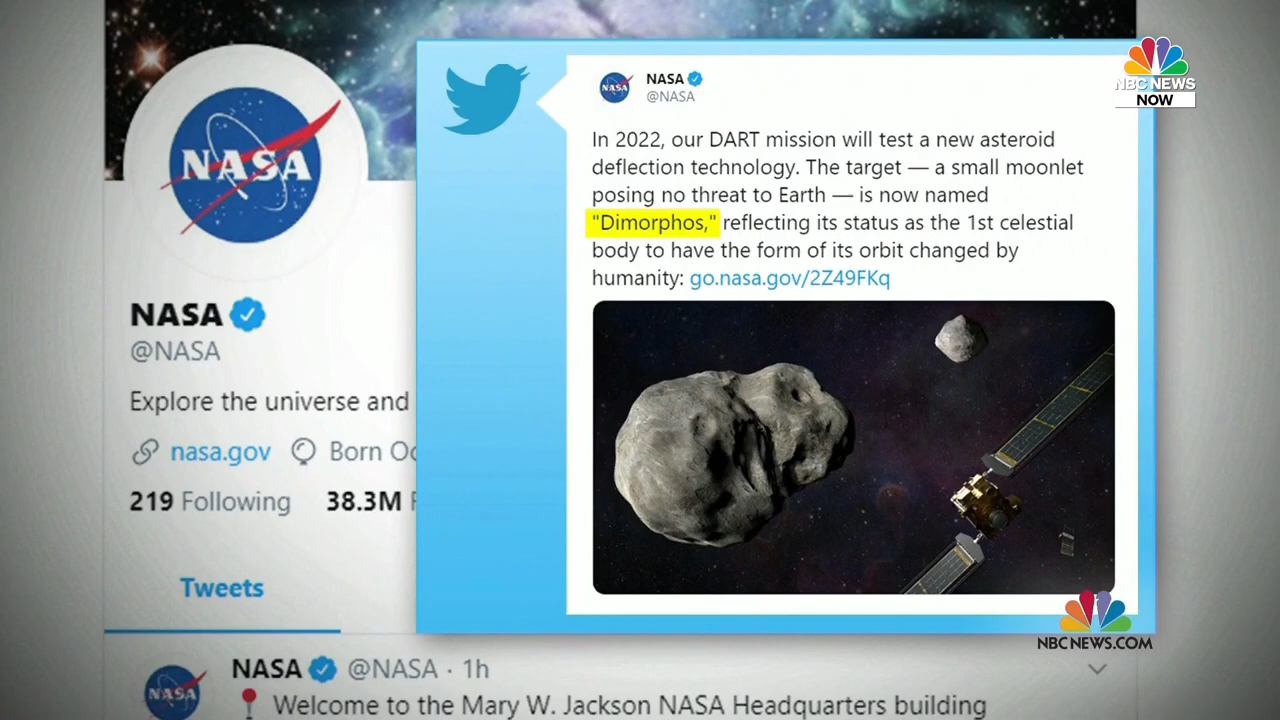 NASA
NBC NEWS
NOW
NASA
@NASA
In 2022, our DART mission will test a new asteroid
deflection technology. The target — a small moonlet
posing no threat to Earth — is now named
"Dimorphos," reflecting its status as the 1st celestial
body to have the form of its orbit changed by
humanity: go.nasa.gov/2Z49FKq
NASA
NASA
@NASA
Explore the universe and
nasa.gov Born Oc
219 Following 38.3M F
Tweets
NBCNEWS.COM
NASA
NASA @NASA · 1h
Welcome to the Mary W. Jackson NASA Headquarters building